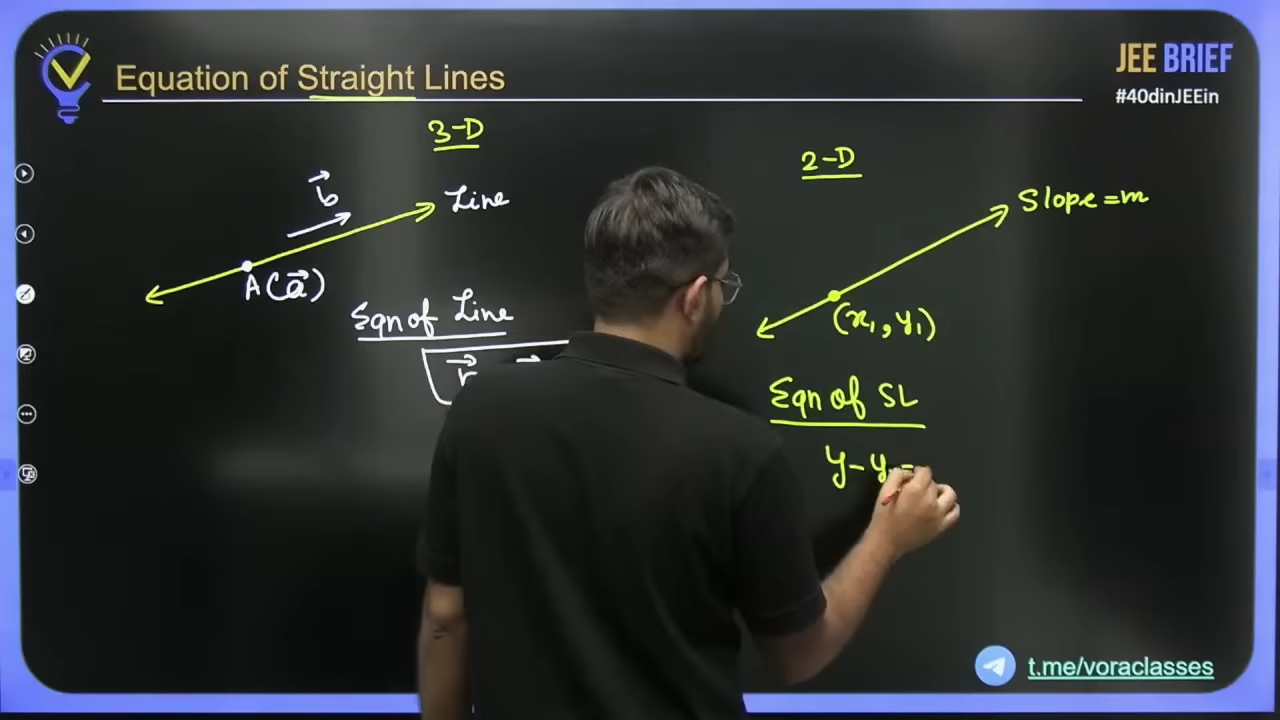 Equation of Straight Lines
JEE BRIEF
#40dinJEEin
3-D
b⃗
Line
A(a⃗)
Eqn of Line
r⃗
2-D
Slope=m
(x₁, y₁)
Eqn of SL
y-y₁=
t.me/voraclasses